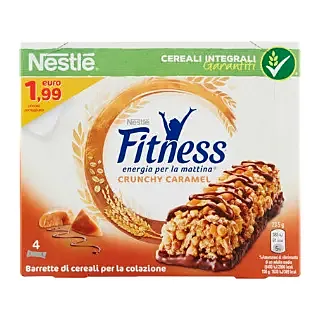 Nestlé
CEREALI INTEGRALI
Garantiti
euro
1,99
Nestlé
Fitness
energia per la mattina
CRUNCHY CARAMEL
4
Barrette di cereali per la colazione